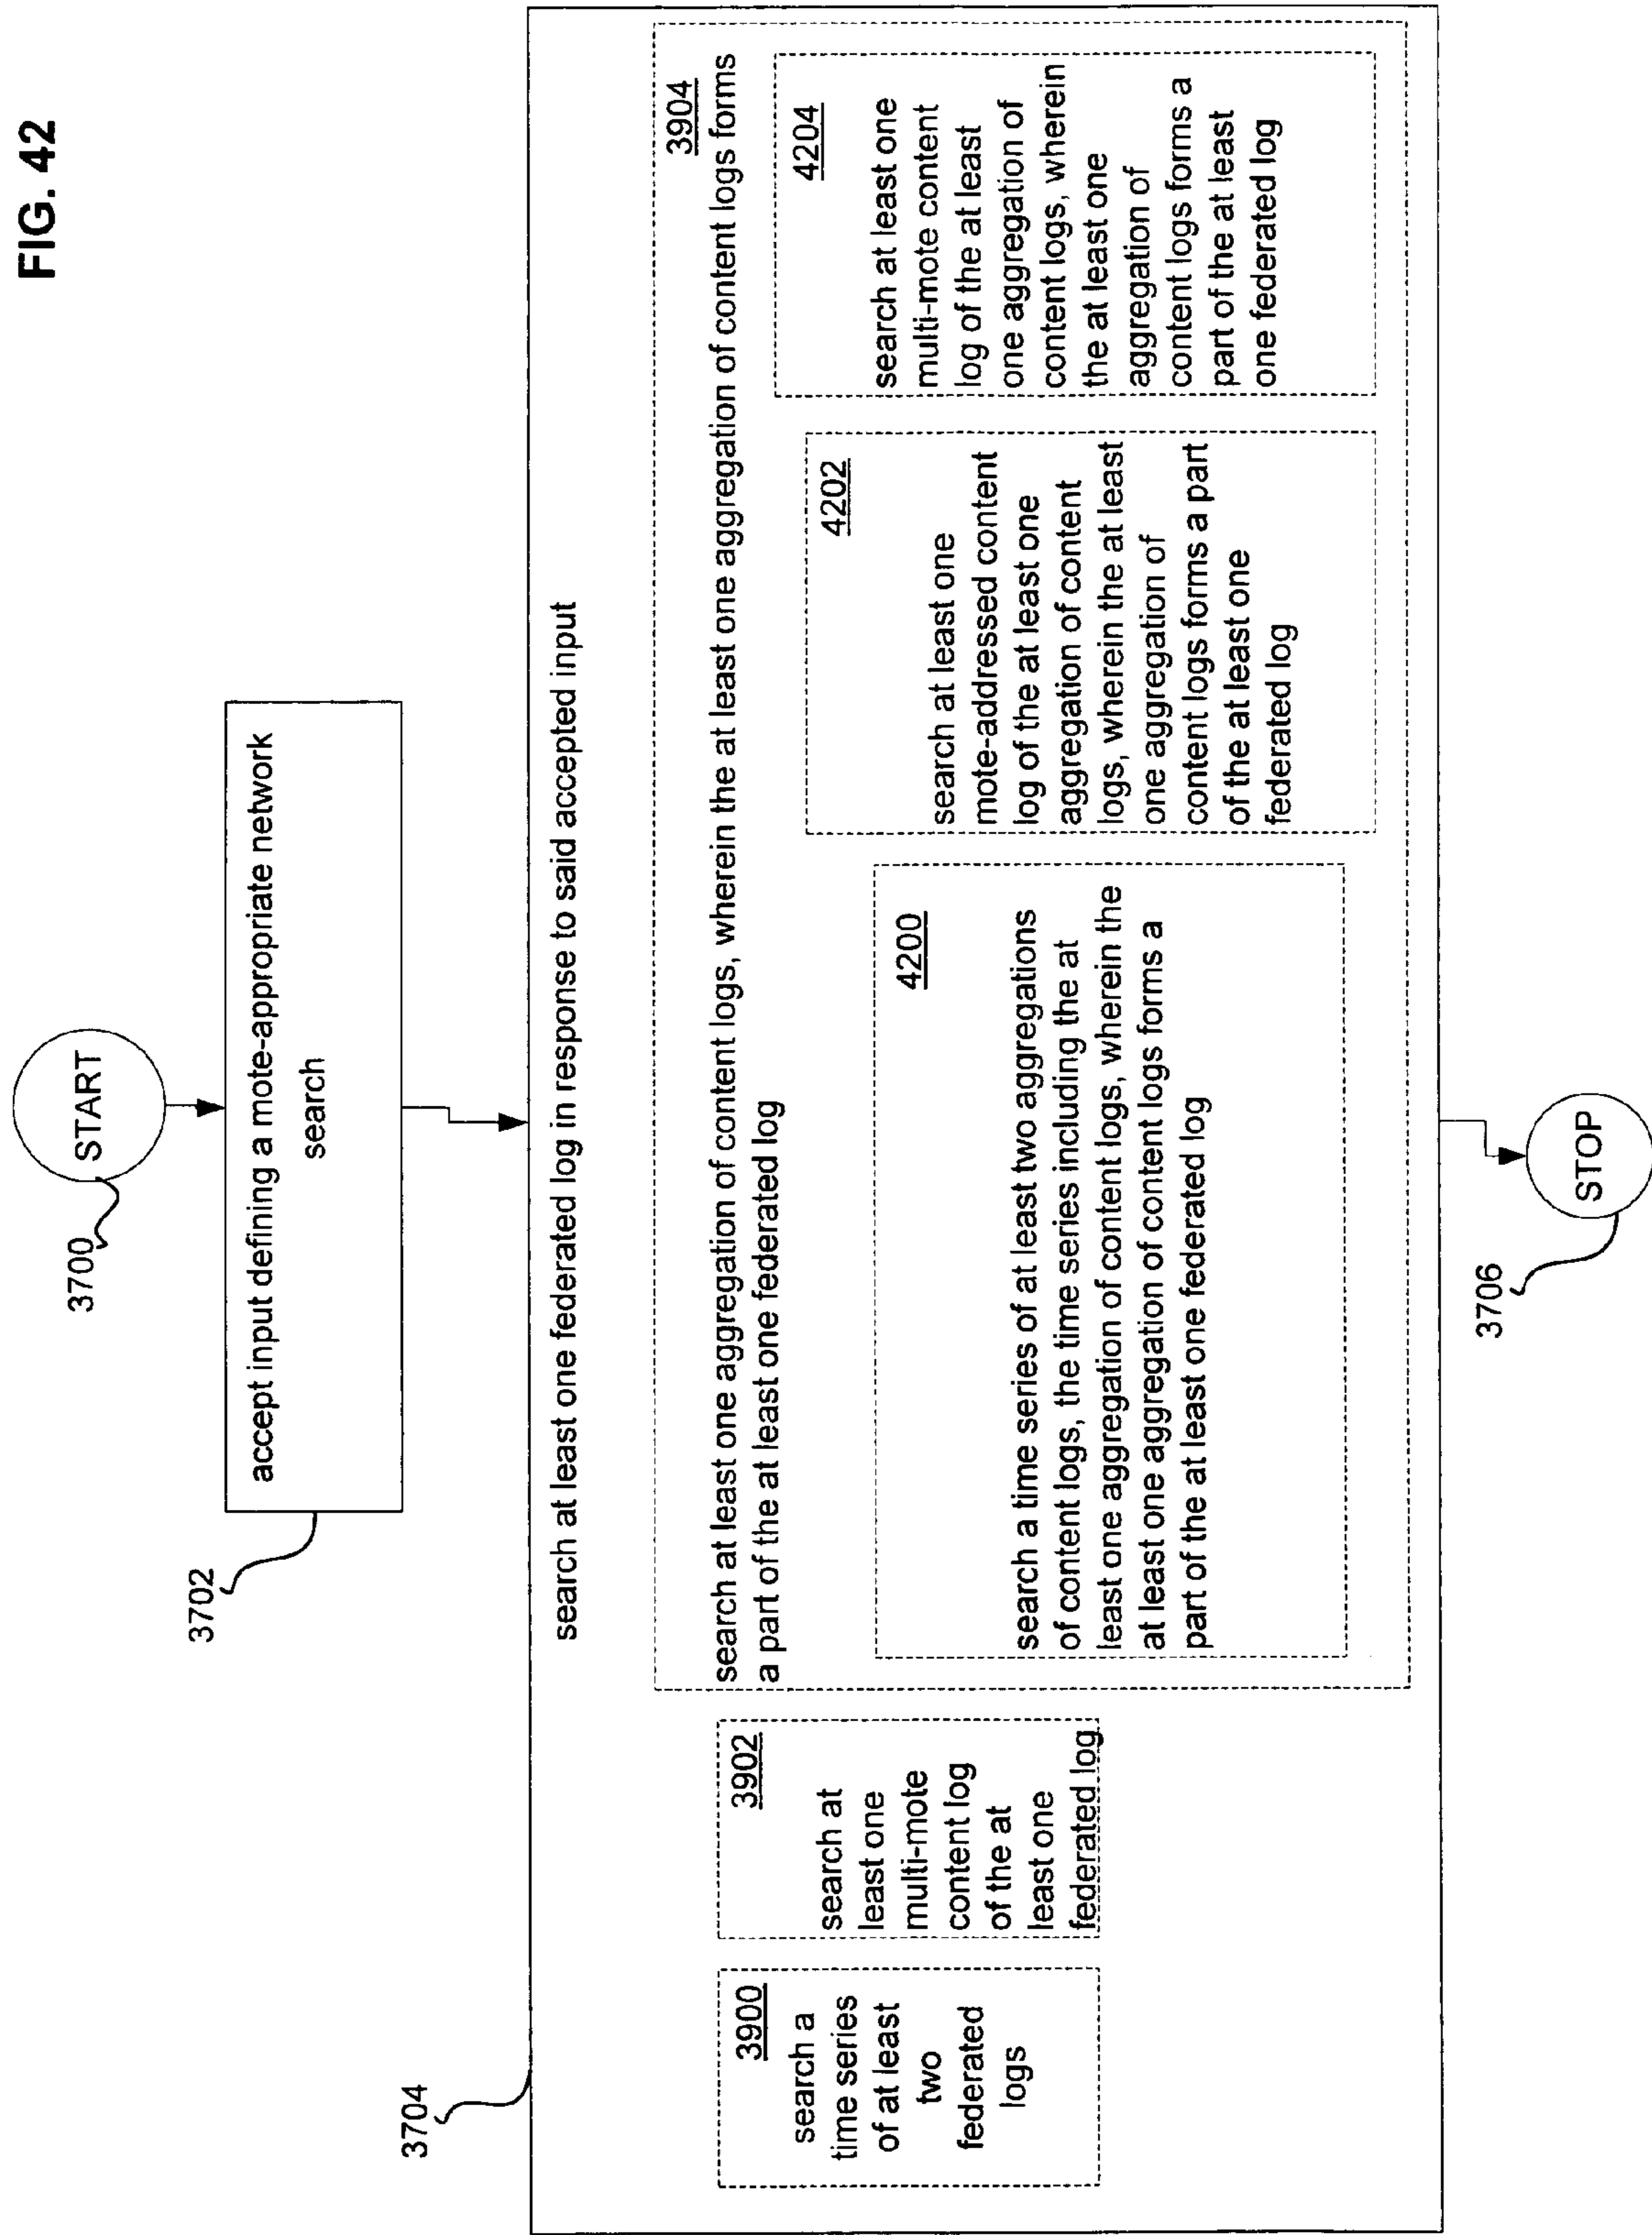 FIG. 42
START
3700
accept input defining a mote-appropriate network
search
3702
search at least one federated log in response to said accepted input
3704
3900
search a
time series
of at least
two
federated
logs
3902
search at
least one
multi-mote
content log
of the at
least one
federated log
3904
search at least one aggregation of content logs, wherein the at least one aggregation of content logs forms
a part of the at least one federated log
4200
search a time series of at least two aggregations
of content logs, the time series including the at
least one aggregation of content logs, wherein the
at least one aggregation of content logs forms a
part of the at least one federated log
4202
search at least one
mote-addressed content
log of the at least one
aggregation of content
logs, wherein the at least
one aggregation of
content logs forms a part
of the at least one
federated log
4204
search at least one
multi-mote content
log of the at least
one aggregation of
content logs, wherein
the at least one
aggregation of
content logs forms a
part of the at least
one federated log
STOP
3706